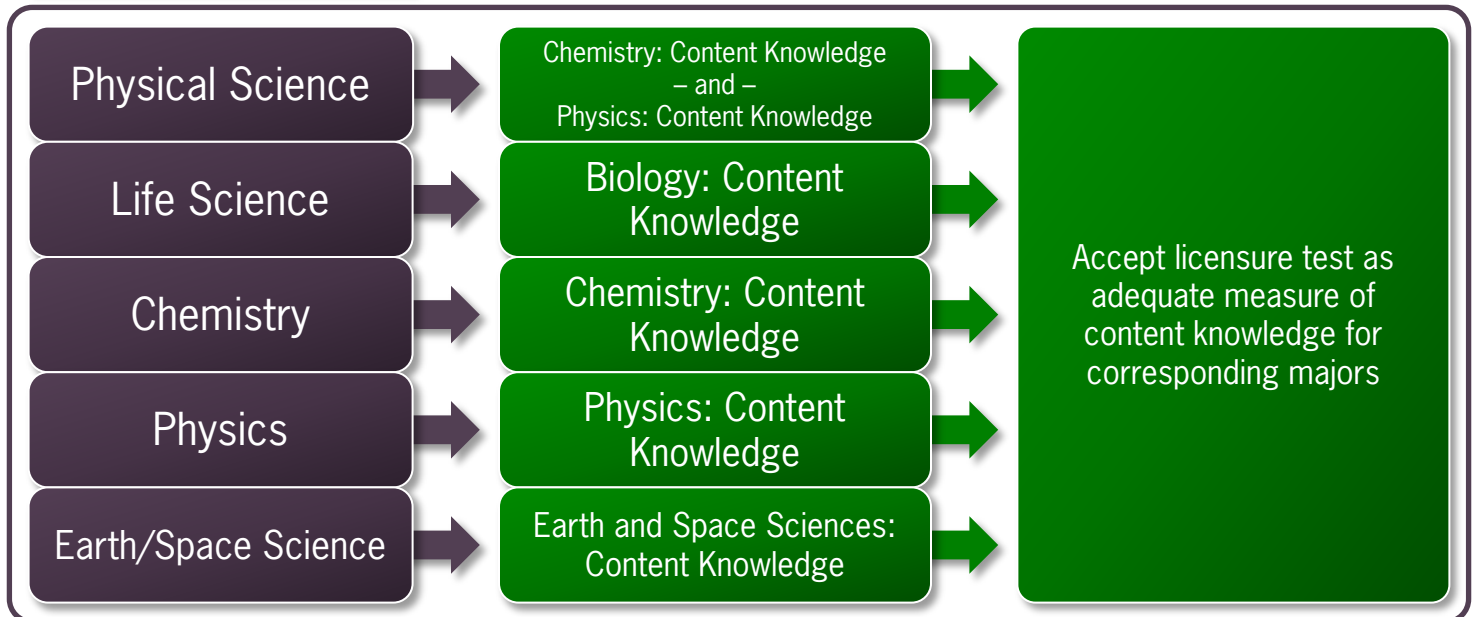 Physical Science
Chemistry: Content Knowledge
– and –
Physics: Content Knowledge
Life Science
Biology: Content
Knowledge
Chemistry
Chemistry: Content
Knowledge
Physics
Physics: Content
Knowledge
Earth/Space Science
Earth and Space Sciences:
Content Knowledge
Accept licensure test as
adequate measure of
content knowledge for
corresponding majors